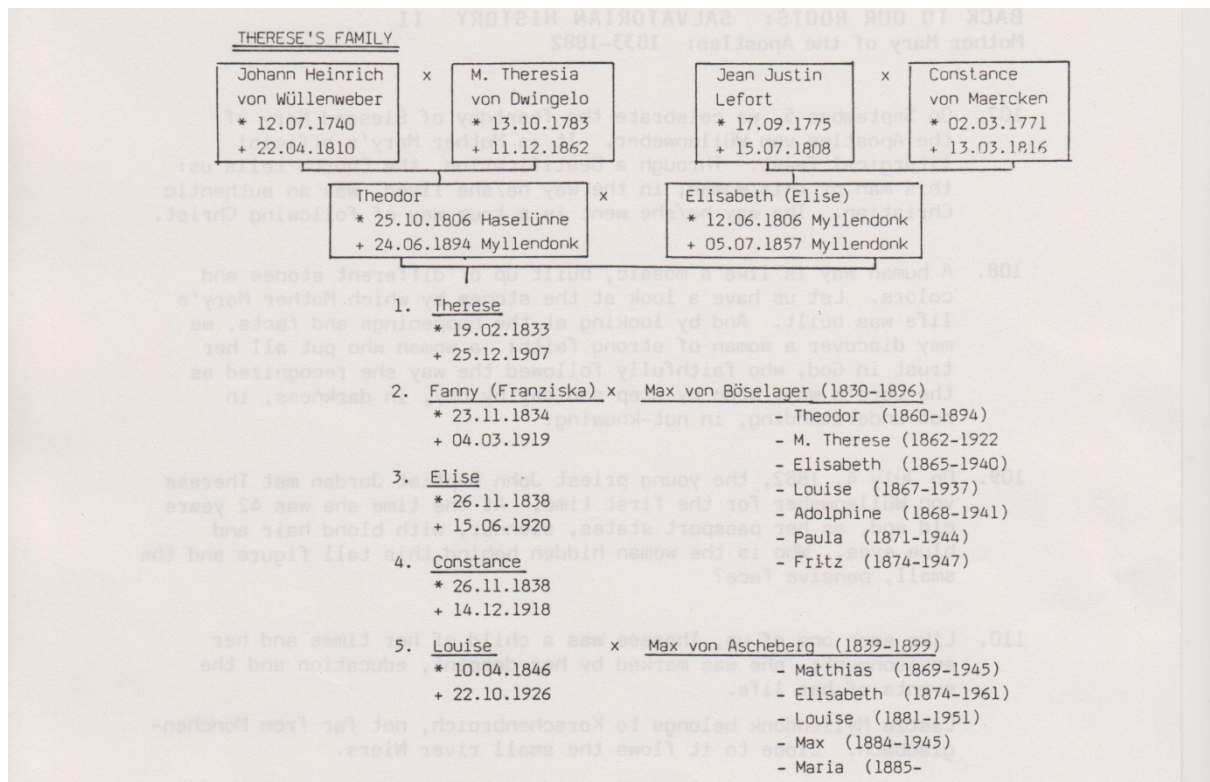 THERESE'S FAMILY
Johann Heinrich x M. Theresia Jean Justin x Constance
von Wüllenweber von Dwingelo Lefort von Maercken
* 12.07.1740 * 13.10.1783 * 17.09.1775 * 02.03.1771
+ 22.04.1810 + 11.12.1862 + 15.07.1808 + 13.03.1816
Theodor x Elisabeth (Elise)
* 25.10.1806 Haselünne * 12.06.1806 Myllendonk
+ 24.06.1894 Myllendonk + 05.07.1857 Myllendonk
1. Therese
* 19.02.1833
+ 25.12.1907
2. Fanny (Franziska) x Max von Böselager (1830-1896)
* 23.11.1834 - Theodor (1860-1894)
+ 04.03.1919 - M. Therese (1862-1922
- Elisabeth (1865-1940)
3. Elise - Louise (1867-1937)
* 26.11.1838 - Adolphine (1868-1941)
+ 15.06.1920 - Paula (1871-1944)
4. Constance - Fritz (1874-1947)
* 26.11.1838
+ 14.12.1918
5. Louise x Max von Ascheberg (1839-1899)
* 10.04.1846 - Matthias (1869-1945)
+ 22.10.1926 - Elisabeth (1874-1961)
- Louise (1881-1951)
- Max (1884-1945)
- Maria (1885-